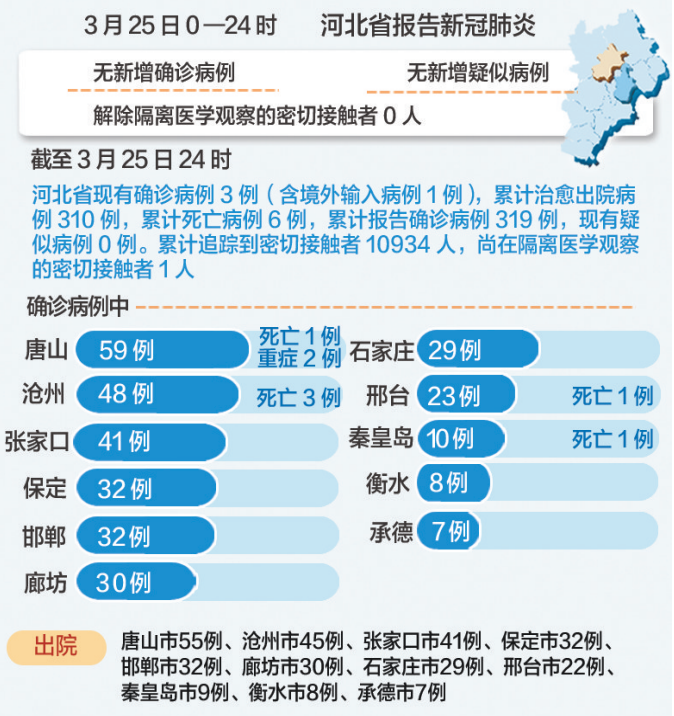 3月25日0—24时 河北省报告新冠肺炎
无新增确诊病例 无新增疑似病例
解除隔离医学观察的密切接触者0人
截至3月25日24时
河北省现有确诊病例3例（含境外输入病例1例），累计治愈出院病
例310例，累计死亡病例6例，累计报告确诊病例319例，现有疑
似病例0例。累计追踪到密切接触者10934人，尚在隔离医学观察
的密切接触者1人
确诊病例中
唐山 59例 死亡1例
重症2例
沧州 48例 死亡3例
张家口 41例
保定 32例
邯郸 32例
廊坊 30例
石家庄 29例
邢台 23例 死亡1例
秦皇岛 10例 死亡1例
衡水 8例
承德 7例
出院
唐山市55例、沧州市45例、张家口市41例、保定市32例、
邯郸市32例、廊坊市30例、石家庄市29例、邢台市22例、
秦皇岛市9例、衡水市8例、承德市7例